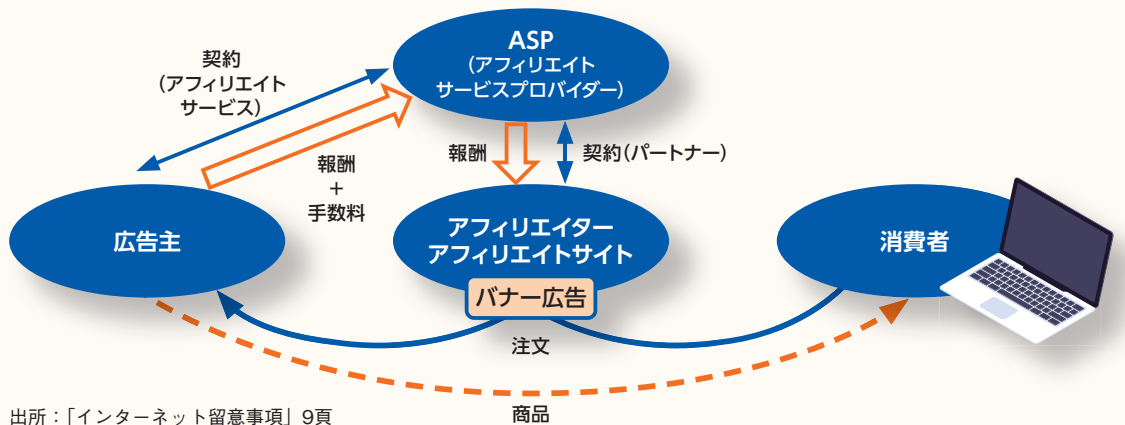 ASP
(アフィリエイト
サービスプロバイダー)
契約
(アフィリエイト
サービス)
報酬
+
手数料
報酬
契約(パートナー)
広告主
アフィリエイター
アフィリエイトサイト
バナー広告
消費者
注文
商品
出所：「インターネット留意事項」9頁